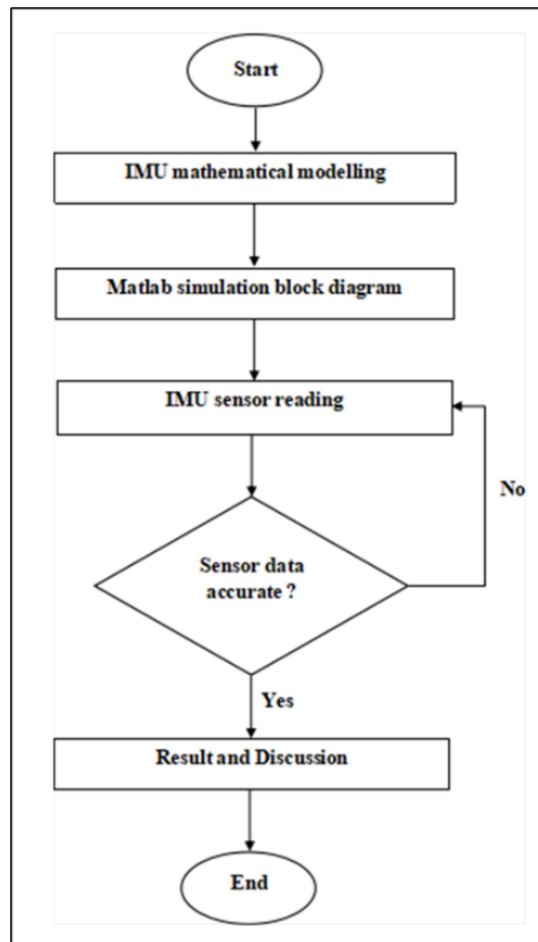 Start
IMU mathematical modelling
Matlab simulation block diagram
IMU sensor reading
No
Sensor data
accurate ?
Yes
Result and Discussion
End